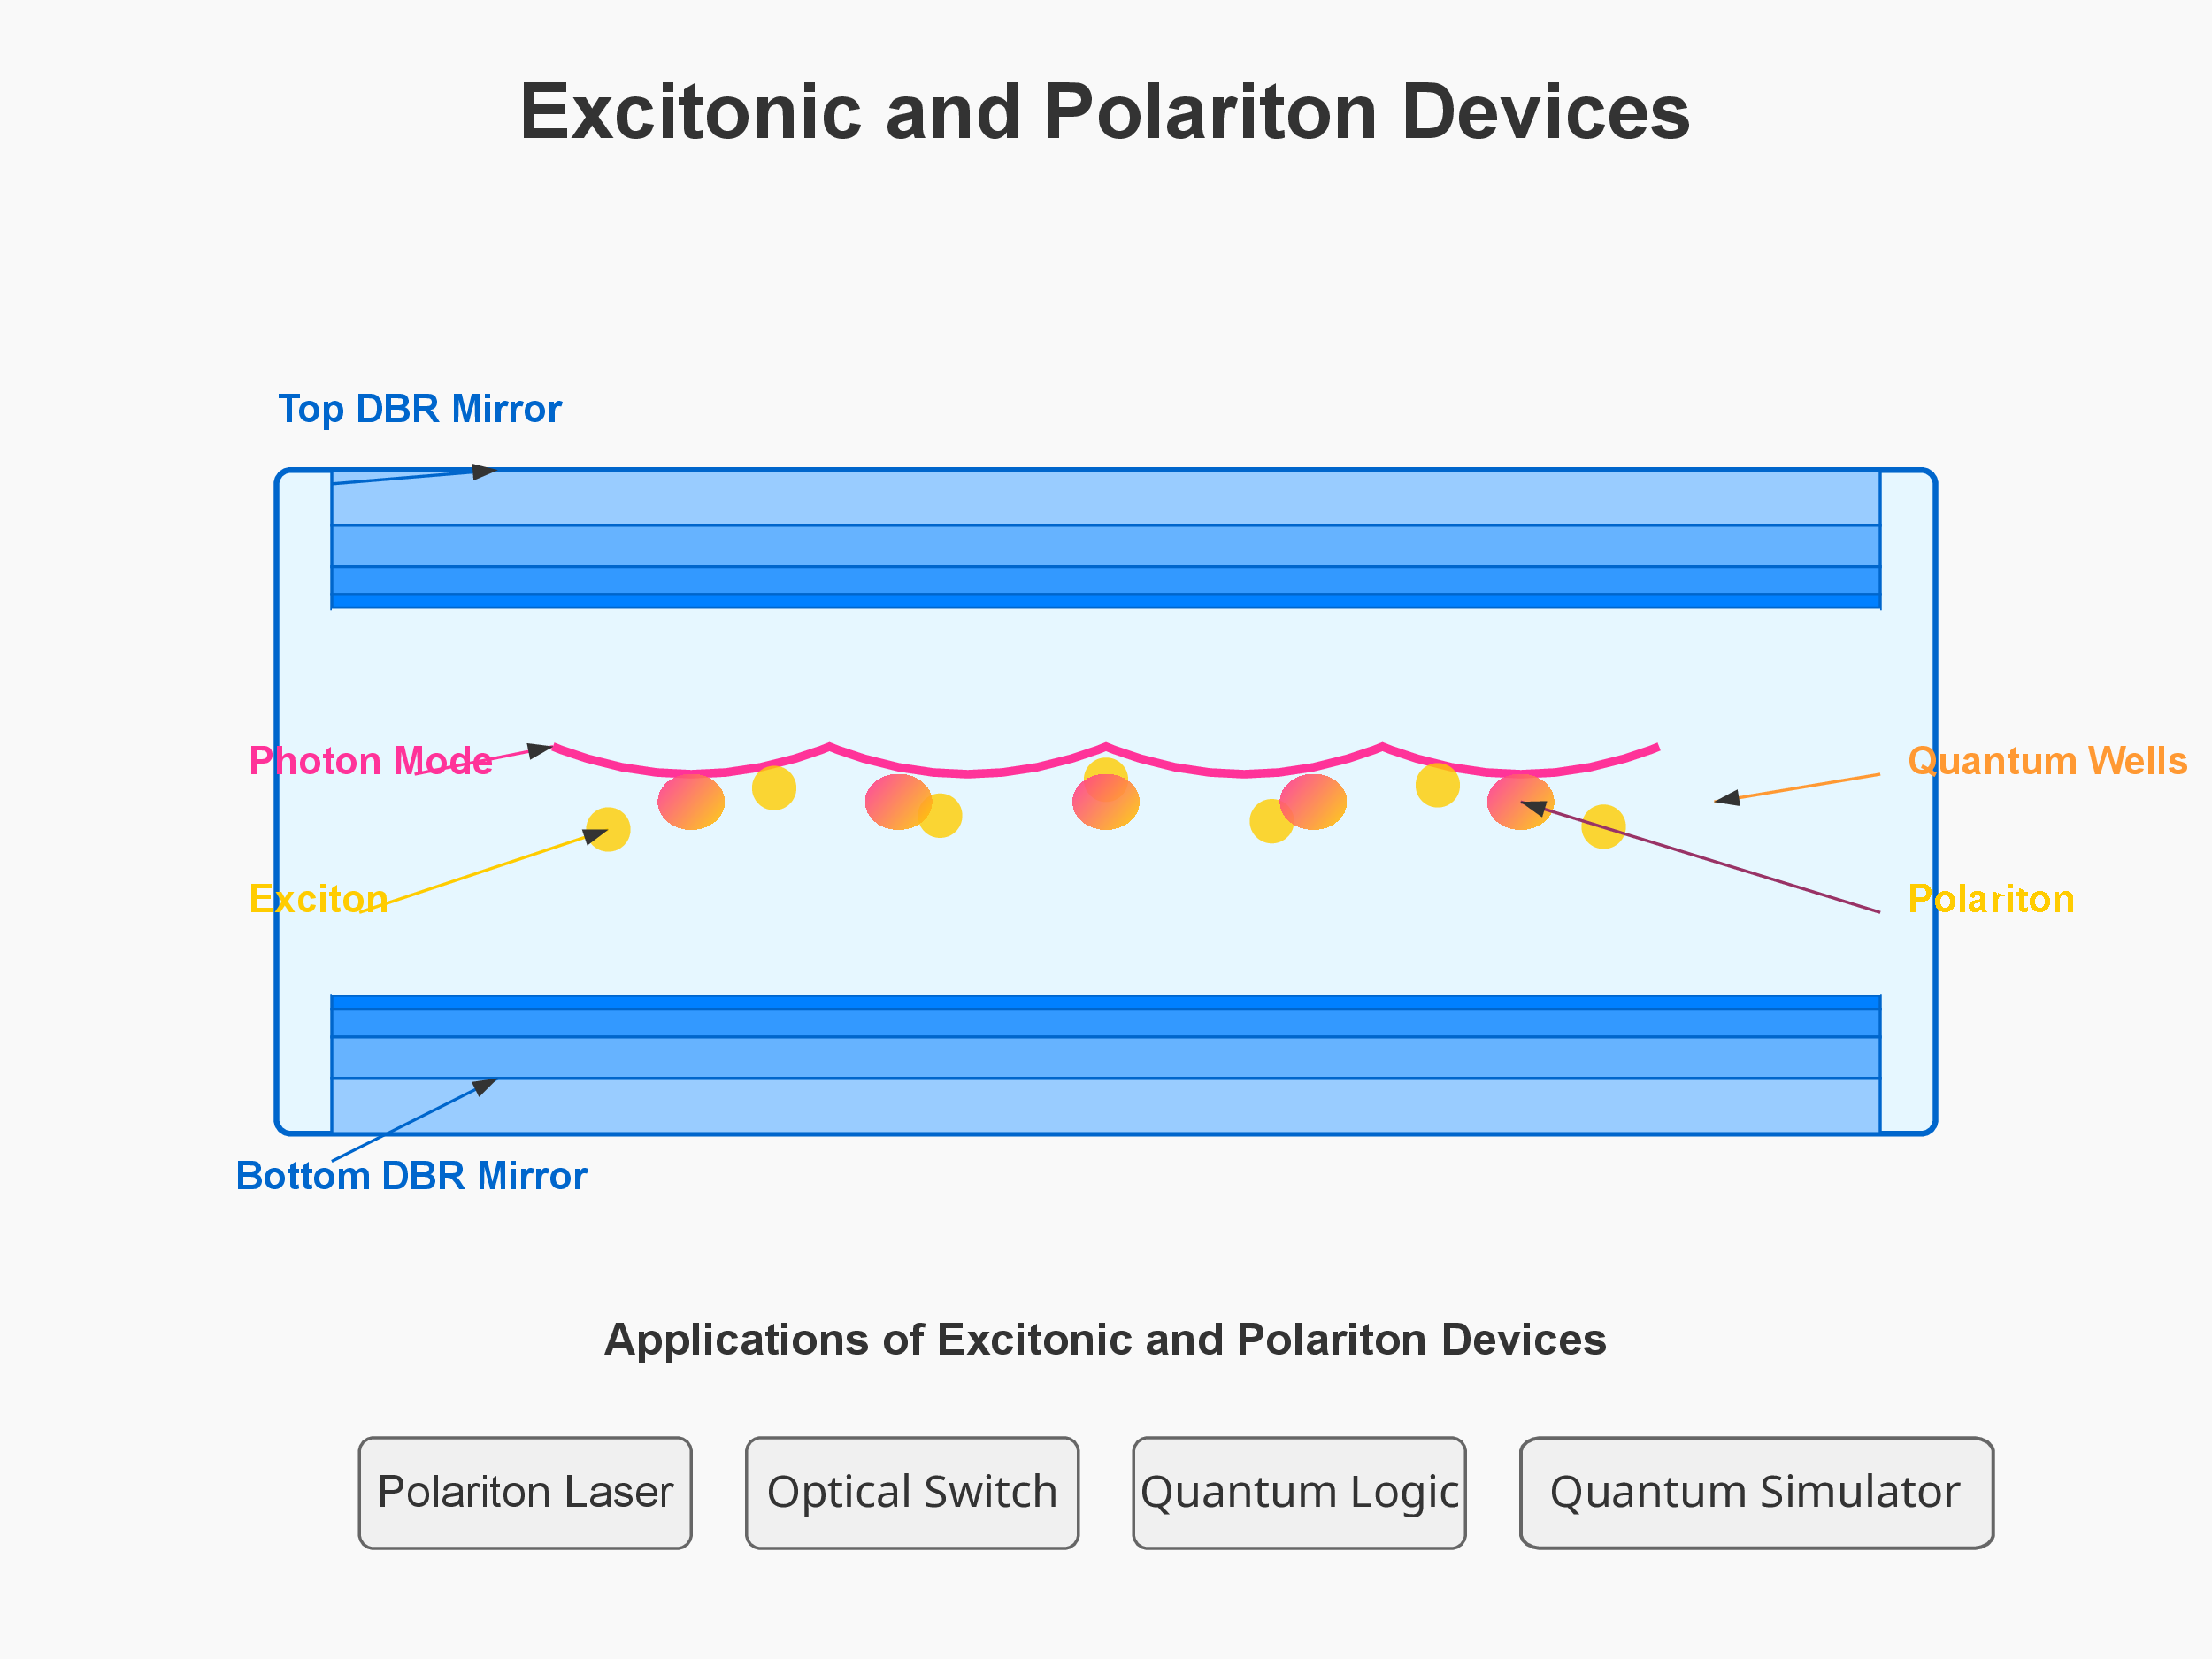 Excitonic and Polariton Devices
Top DBR Mirror
Photon Mode
Quantum Wells
Exciton
Polariton
Bottom DBR Mirror
Applications of Excitonic and Polariton Devices
Polariton Laser
Optical Switch
Quantum Logic
Quantum Simulator